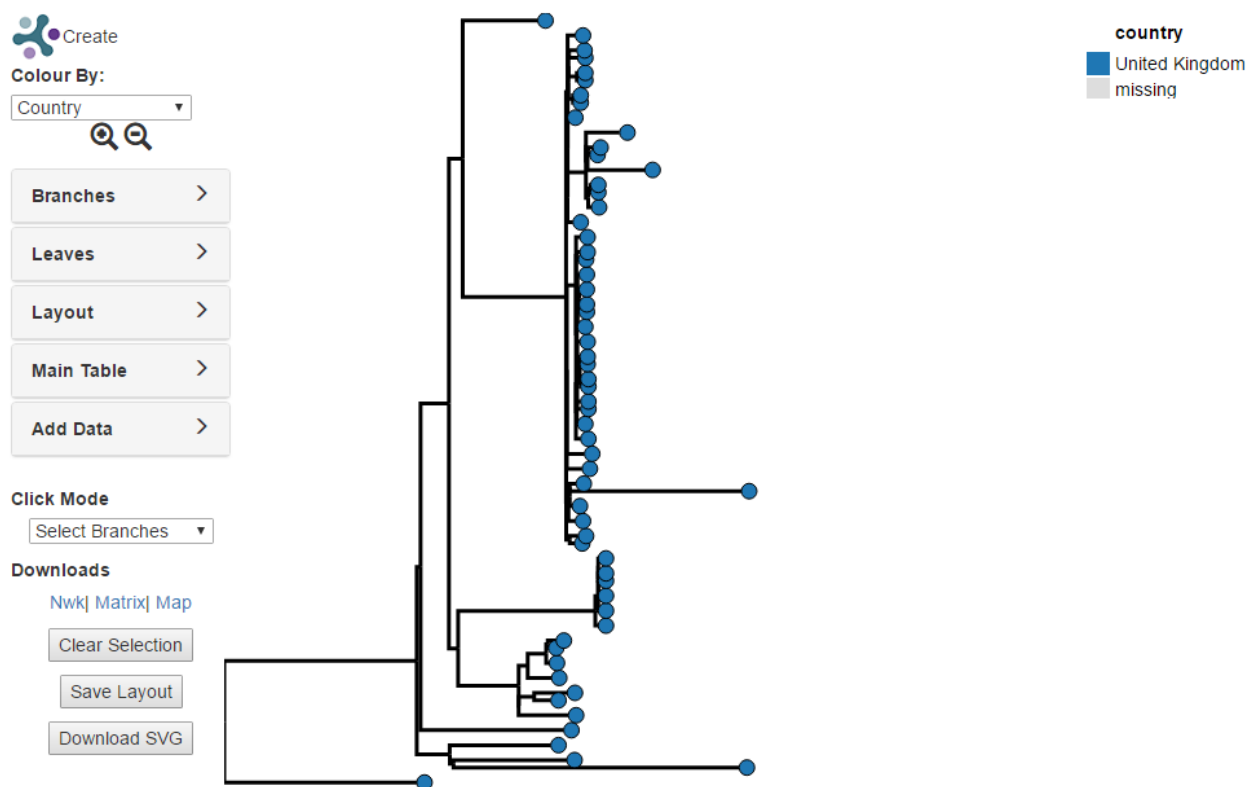 Create
Colour By:
Country
Branches
Leaves
Layout
Main Table
Add Data
Click Mode
Select Branches
Downloads
Nwk| Matrix| Map
Clear Selection
Save Layout
Download SVG
country
United Kingdom
missing